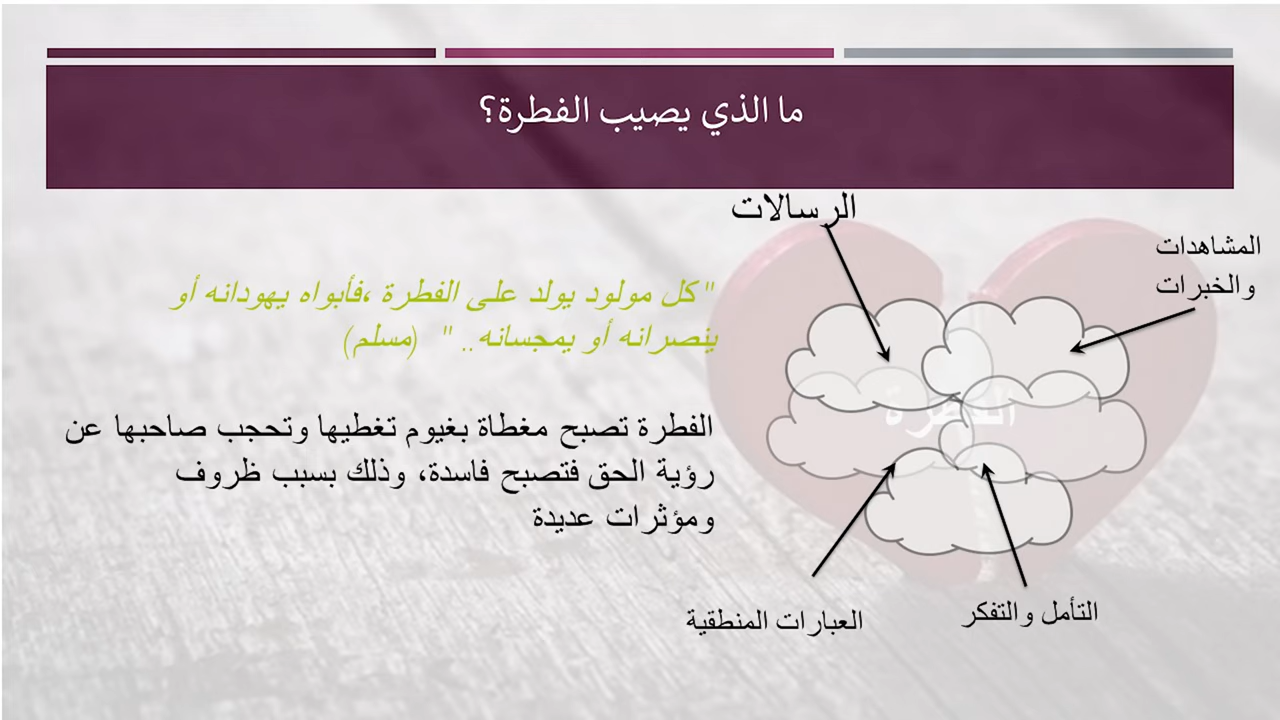 ما الذي يصيب الفطرة؟
الرسالات
المشاهدات
والخبرات
"كل مولود يولد على الفطرة ،فأبواه يهودانه أو
ينصرانه أو يمجسانه.. " (مسلم)
الفطرة
الفطرة تصبح مغطاة بغيوم تغطيها وتحجب صاحبها عن
رؤية الحق فتصبح فاسدة، وذلك بسبب ظروف
ومؤثرات عديدة
التأمل والتفكر
العبارات المنطقية